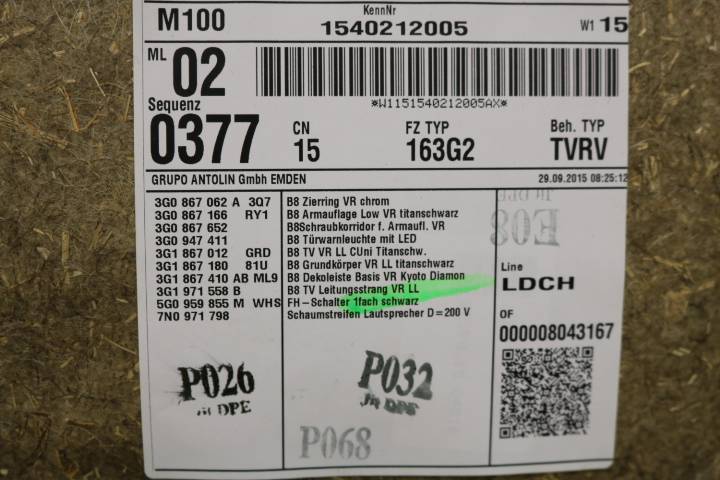 M100
KennNr
1540212005
W1 15
ML
02
*W1151540212005AX*
Sequenz
0377
CN
15
FZ TYP
163G2
Beh. TYP
TVRV
GRUPO ANTOLIN GmbH EMDEN
29.09.2015 08:25:12
3G0 867 062 A 3Q7 B8 Zierring VR chrom
3G0 867 166 RY1 B8 Armauflage Low VR titanschwarz
3G0 867 652 B8Schraubkorridor f. Armaufl. VR
3G0 947 411 B8 Türwarnleuchte mit LED
3G1 867 012 GRD B8 TV VR LL CUni Titanschw.
3G1 867 180 81U B8 Grundkörper VR LL titanschwarz
3G1 867 410 AB ML9 B8 Dekoleiste Basis VR Kyoto Diamon
3G1 971 558 B B8 TV Leitungsstrang VR LL
5G0 959 855 M WHS FH-Schalter 1fach schwarz
7N0 971 798 Schaumstreifen Lautsprecher D=200 V
E08
Line
LDCH
OF
000008043167
P026
JN DPE
P032
JN DPE
P068